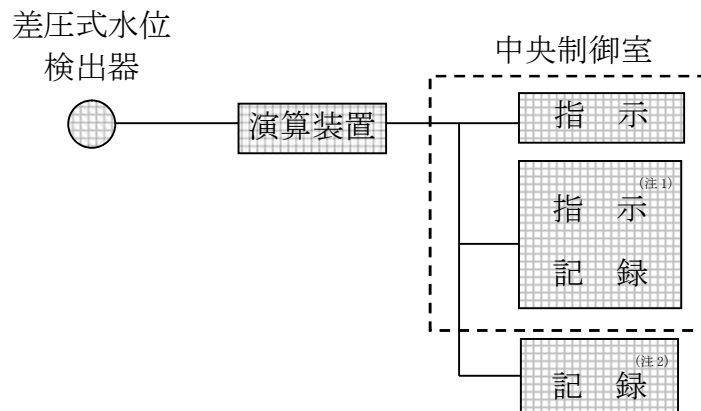 差圧式水位
検出器
中央制御室
演算装置
指 示
(注1)
指 示
記 録
(注2)
記 録